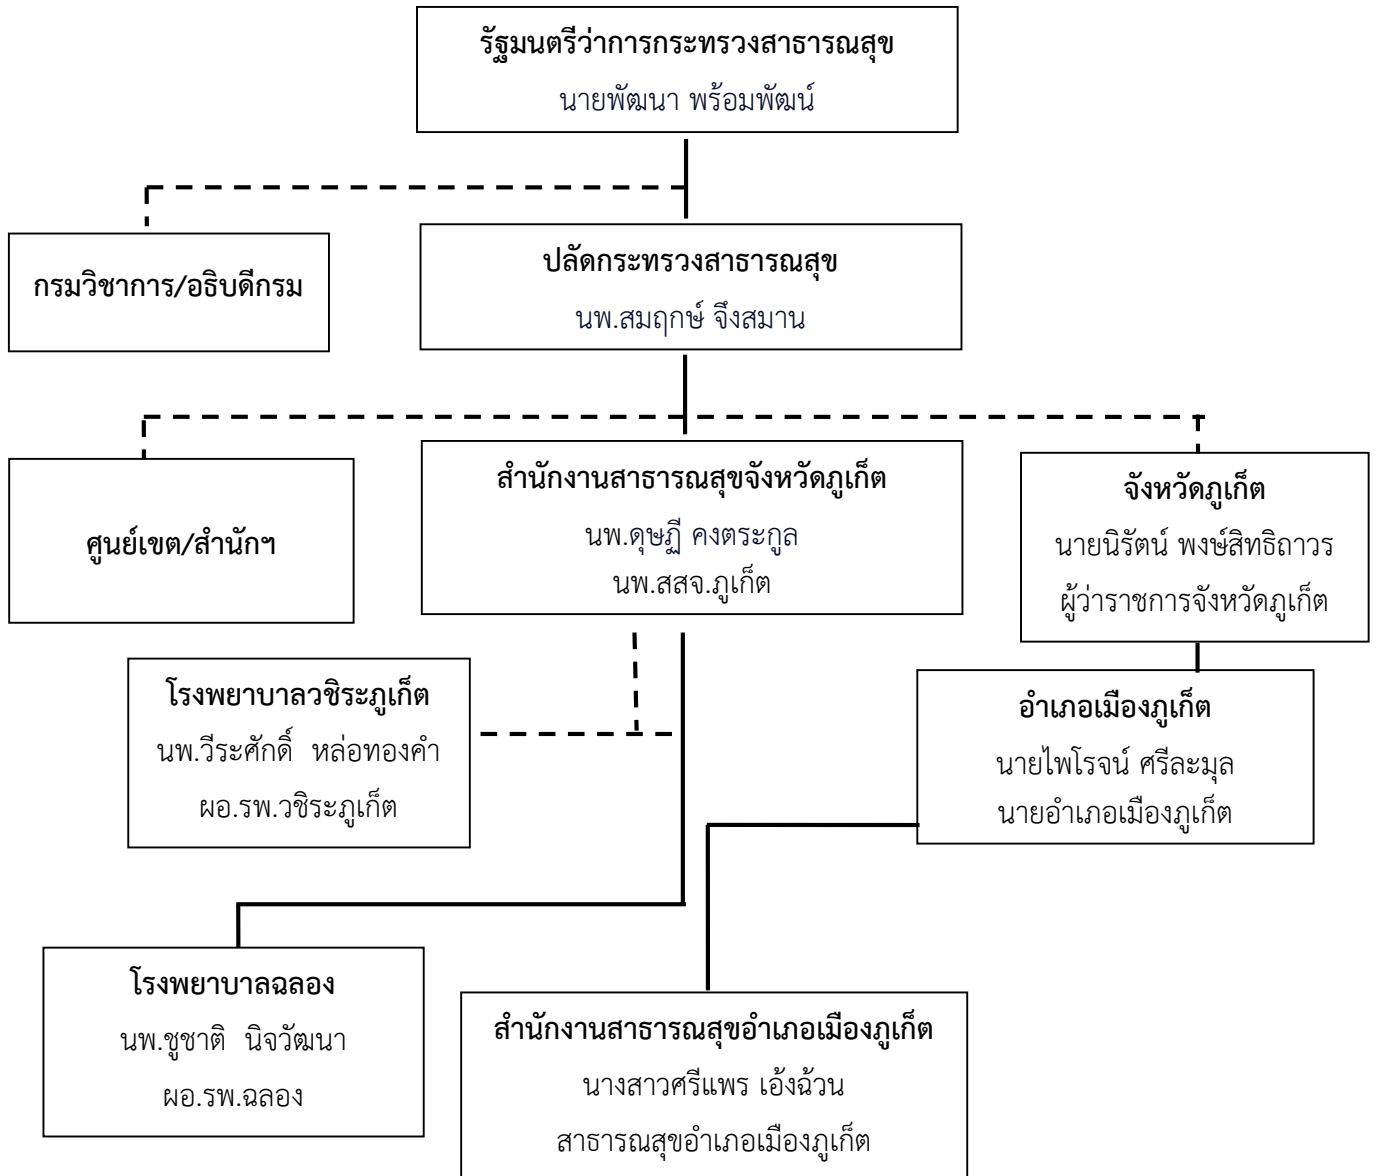 รัฐมนตรีว่าการกระทรวงสาธารณสุข
นายพัฒนา พร้อมพัฒน์
กรมวิชาการ/อธิบดีกรม
ปลัดกระทรวงสาธารณสุข
นพ.สมฤกษ์ จึงสมาน
ศูนย์เขต/สำนักฯ
สำนักงานสาธารณสุขจังหวัดภูเก็ต
นพ.ดุษฎี คงตระกูล
นพ.สสจ.ภูเก็ต
จังหวัดภูเก็ต
นายนิรัตน์ พงษ์สิทธิถาวร
ผู้ว่าราชการจังหวัดภูเก็ต
โรงพยาบาลวชิระภูเก็ต
นพ.วีระศักดิ์ หล่อทองคำ
ผอ.รพ.วชิระภูเก็ต
อำเภอเมืองภูเก็ต
นายไพโรจน์ ศรีละมุล
นายอำเภอเมืองภูเก็ต
โรงพยาบาลฉลอง
นพ.ชูชาติ นิจวัฒนา
ผอ.รพ.ฉลอง
สำนักงานสาธารณสุขอำเภอเมืองภูเก็ต
นางสาวศรีแพร เอ้งฉ้วน
สาธารณสุขอำเภอเมืองภูเก็ต